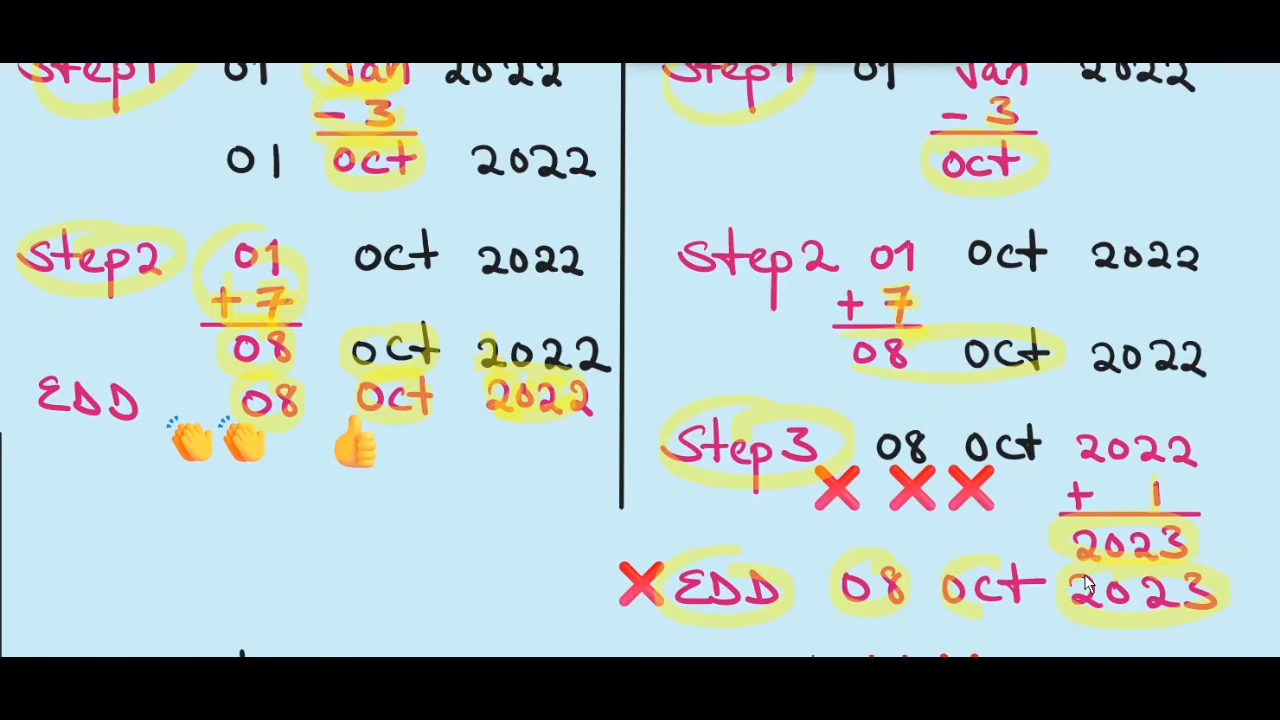 Step1 01 Jan 2022
- 3
01 Oct 2022
Step2 01 Oct 2022
+ 7
08 Oct 2022
EDD 08 Oct 2022
Step1 01 Jan 2022
- 3
Oct
Step2 01 Oct 2022
+ 7
08 Oct 2022
Step3 08 Oct 2022
+ 1
2023
EDD 08 Oct 2023